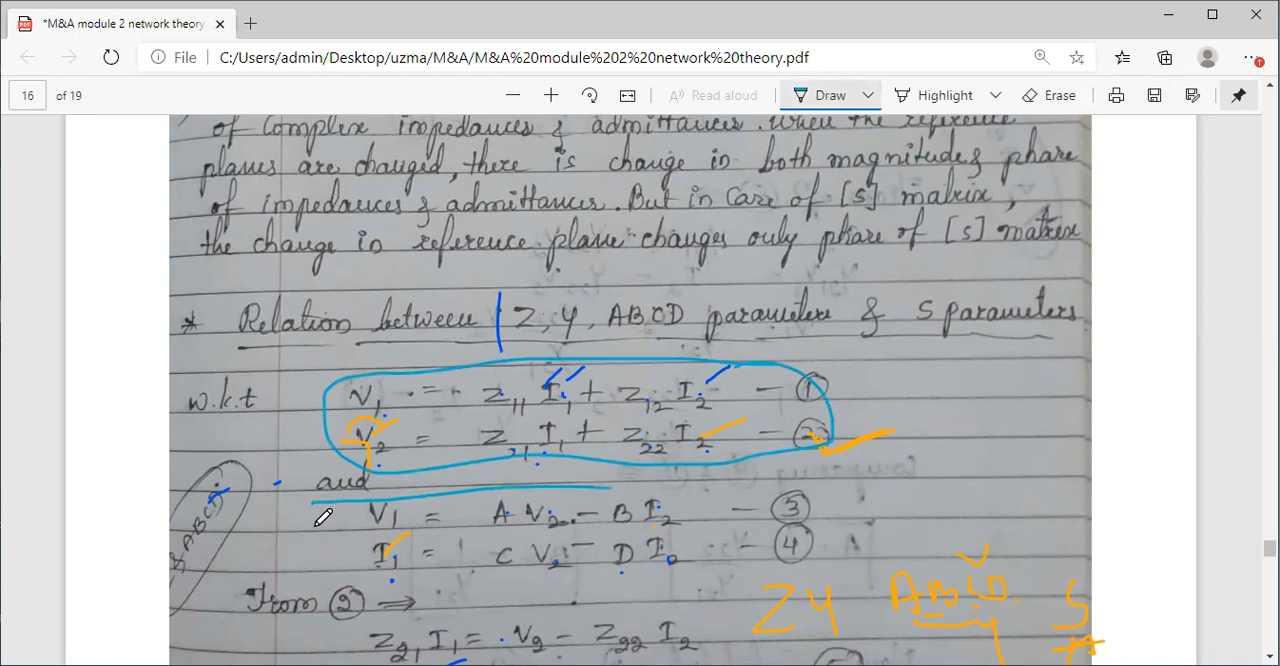 *M&A module 2 network theory
File
C:/Users/admin/Desktop/uzma/M&A/M&A%20module%202%20network%20theory.pdf
16 of 19
Read aloud
Draw
Highlight
Erase
of complex impedances & admittances. When the reference
planes are changed, there is change in both magnitude & phase
of impedances & admittances. But in Case of [s] matrix,
the change in reference plane changes only phase of [s] matrix
* Relation between Z, Y, ABCD parameters & S parameters
w.k.t V1 = Z11 I1 + Z12 I2 - ①
V2 = Z21 I1 + Z22 I2 - ②
and
V1 = A V2 - B I2 - ③
I1 = C V2 - D I2 - ④
& ABCD
From ② ⇒
ZY ABCD S
Z21 I1 = V2 - Z22 I2